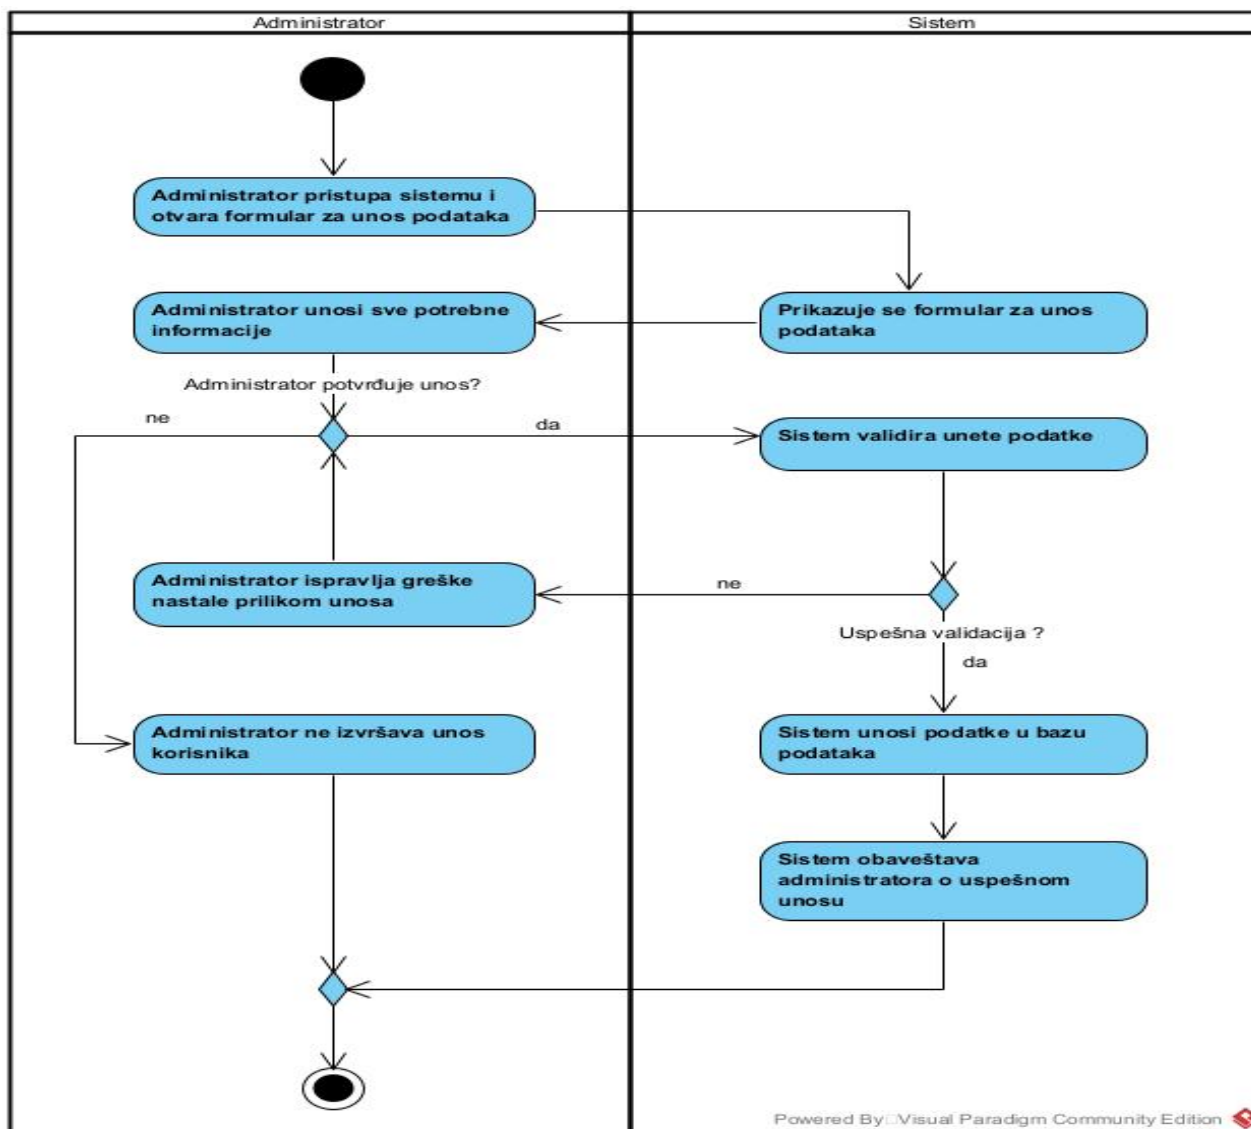 Administrator
Sistem
Administrator pristupa sistemu i
otvara formular za unos podataka
Administrator unosi sve potrebne
informacije
Prikazuje se formular za unos
podataka
Administrator potvrđuje unos?
ne
da
Sistem validira unete podatke
Administrator ispravlja greške
nastale prilikom unosa
ne
Uspešna validacija ?
da
Administrator ne izvršava unos
korisnika
Sistem unosi podatke u bazu
podataka
Sistem obaveštava
administratora o uspešnom
unosu
Powered By Visual Paradigm Community Edition